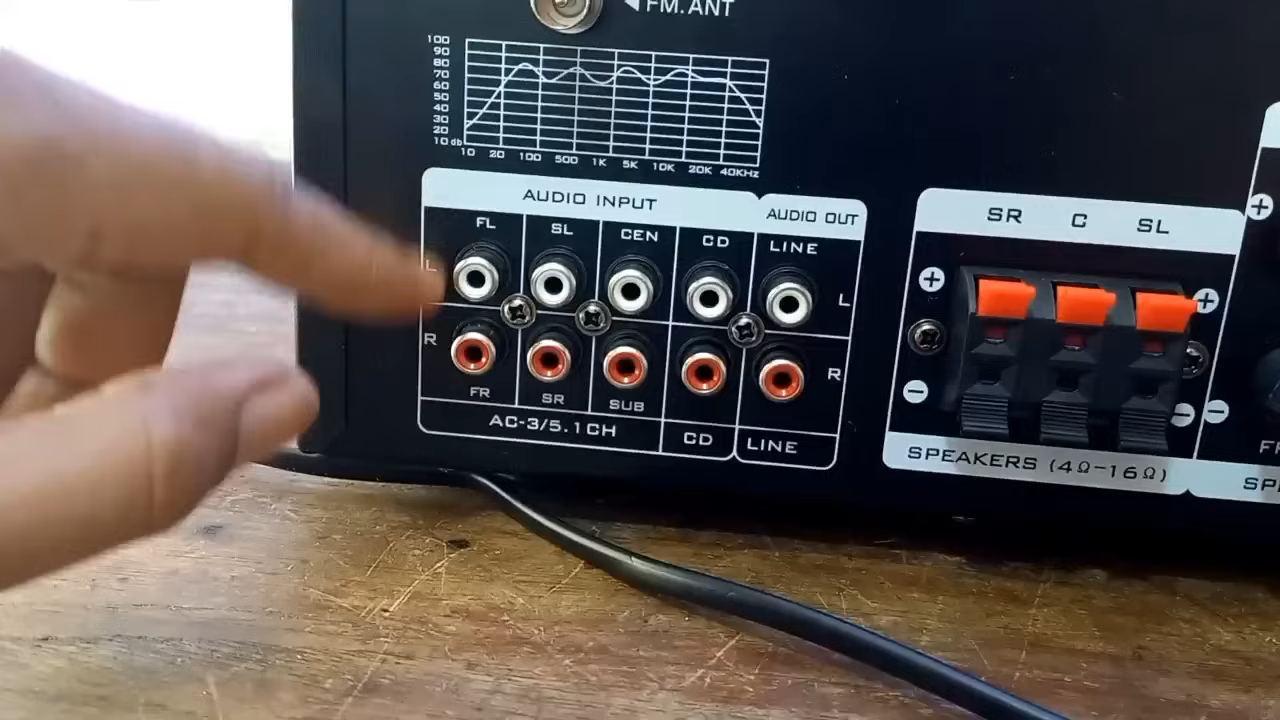 ◀ FM.ANT
100
90
80
70
60
50
40
30
20
10 db
10 20 100 500 1K 5K 10K 20K 40KHz
AUDIO INPUT
AUDIO OUT
FL SL CEN CD LINE
L L
R R
FR SR SUB
AC-3/5.1CH CD LINE
SR C SL
+ +
− −
SPEAKERS (4Ω-16Ω)
+
−